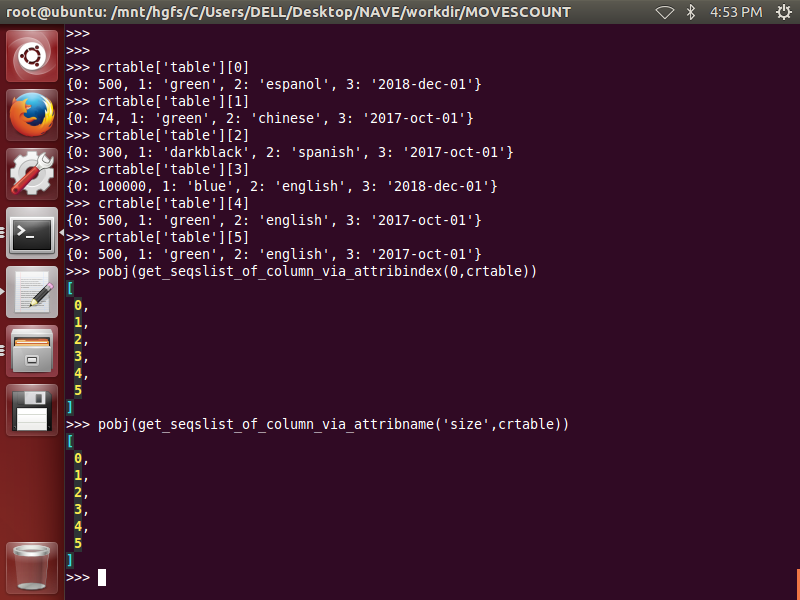 root@ubuntu: /mnt/hgfs/C/Users/DELL/Desktop/NAVE/workdir/MOVESCOUNT 4:53 PM
>>>
>>>
>>> crtable['table'][0]
{0: 500, 1: 'green', 2: 'espanol', 3: '2018-dec-01'}
>>> crtable['table'][1]
{0: 74, 1: 'green', 2: 'chinese', 3: '2017-oct-01'}
>>> crtable['table'][2]
{0: 300, 1: 'darkblack', 2: 'spanish', 3: '2017-oct-01'}
>>> crtable['table'][3]
{0: 100000, 1: 'blue', 2: 'english', 3: '2018-dec-01'}
>>> crtable['table'][4]
{0: 500, 1: 'green', 2: 'english', 3: '2017-oct-01'}
>>> crtable['table'][5]
{0: 500, 1: 'green', 2: 'english', 3: '2017-oct-01'}
>>> pobj(get_seqslist_of_column_via_attribindex(0,crtable))
[
0,
1,
2,
3,
4,
5
]
>>> pobj(get_seqslist_of_column_via_attribname('size',crtable))
[
0,
1,
2,
3,
4,
5
]
>>>